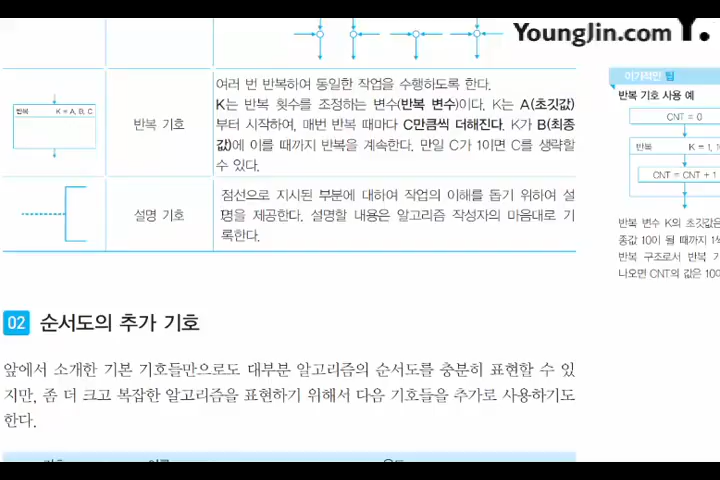 YoungJin.com Y.
반복 K = A, B, C
반복 기호
여러 번 반복하여 동일한 작업을 수행하도록 한다.
K는 반복 횟수를 조정하는 변수(반복 변수)이다. K는 A(초깃값)
부터 시작하여, 매번 반복 때마다 C만큼씩 더해진다. K가 B(최종
값)에 이를 때까지 반복을 계속한다. 만일 C가 1이면 C를 생략할
수 있다.
설명 기호
점선으로 지시된 부분에 대하여 작업의 이해를 돕기 위하여 설
명을 제공한다. 설명할 내용은 알고리즘 작성자의 마음대로 기
록한다.
02 순서도의 추가 기호
앞에서 소개한 기본 기호들만으로도 대부분 알고리즘의 순서도를 충분히 표현할 수 있
지만, 좀 더 크고 복잡한 알고리즘을 표현하기 위해서 다음 기호들을 추가로 사용하기도
한다.
이기적인 팁
반복 기호 사용 예
CNT = 0
반복 K = 1, 
CNT = CNT + 1
반복 변수 K의 초깃값은
종값 10이 될 때까지
반복 구조로서 반복
나오면 CNT의 값은